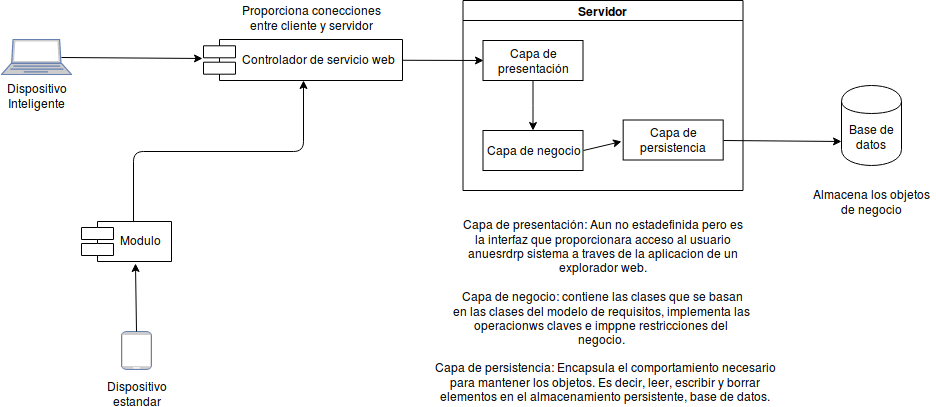 Proporciona conecciones
entre cliente y servidor
Servidor
Controlador de servicio web
Capa de
presentación
Dispositivo
Inteligente
Capa de negocio
Capa de
persistencia
Base de
datos
Almacena los objetos
de negocio
Modulo
Dispositivo
estandar
Capa de presentación: Aun no estadefinida pero es
la interfaz que proporcionara acceso al usuario
anuesrdrp sistema a traves de la aplicacion de un
explorador web.
Capa de negocio: contiene las clases que se basan
en las clases del modelo de requisitos, implementa las
operacionws claves e imppne restricciones del
negocio.
Capa de persistencia: Encapsula el comportamiento necesario
para mantener los objetos. Es decir, leer, escribir y borrar
elementos en el almacenamiento persistente, base de datos.